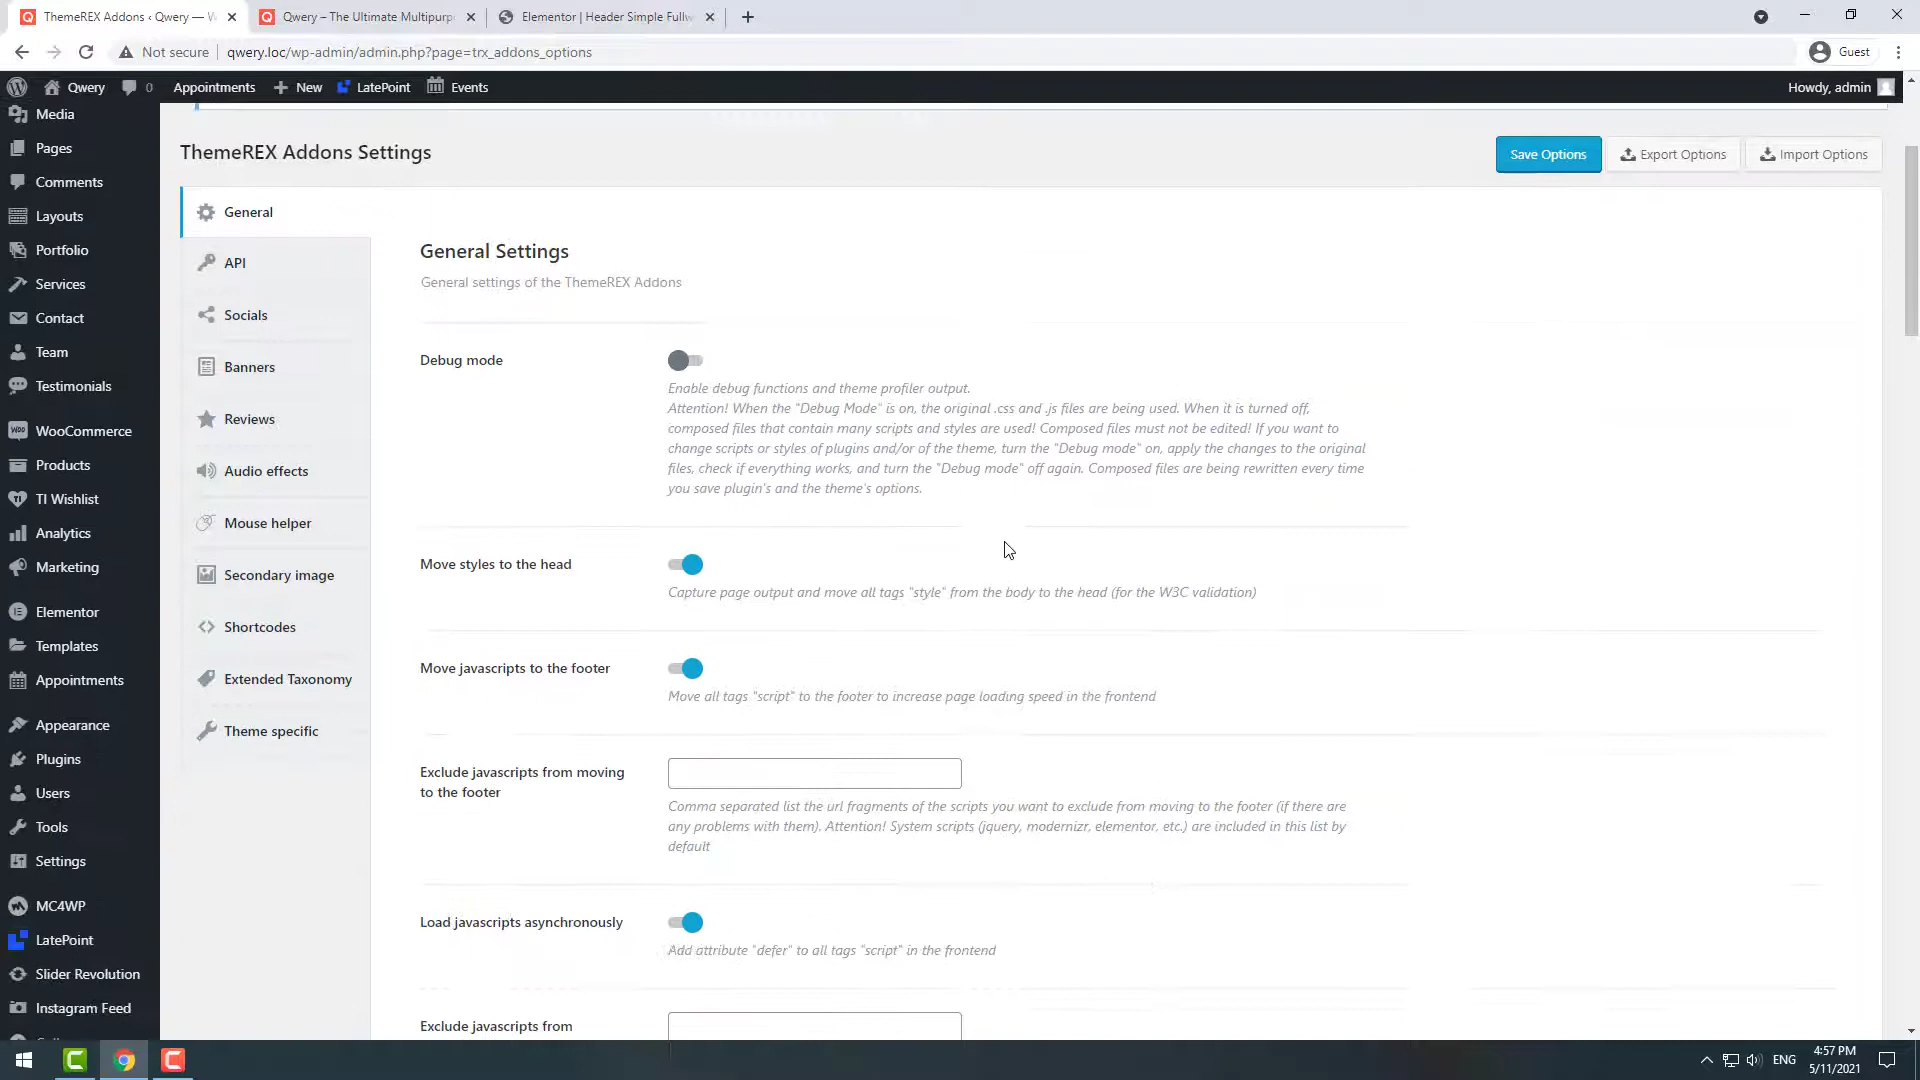 ThemeREX Addons ‹ Qwery — W
Qwery – The Ultimate Multipurp
Elementor | Header Simple Fullw
Not secure
qwery.loc/wp-admin/admin.php?page=trx_addons_options
Guest
Qwery
0
Appointments
New
LatePoint
Events
Howdy, admin
Media
Pages
Comments
Layouts
Portfolio
Services
Contact
Team
Testimonials
WooCommerce
Products
TI Wishlist
Analytics
Marketing
Elementor
Templates
Appointments
Appearance
Plugins
Users
Tools
Settings
MC4WP
LatePoint
Slider Revolution
Instagram Feed
ThemeREX Addons Settings
Save Options
Export Options
Import Options
General
API
Socials
Banners
Reviews
Audio effects
Mouse helper
Secondary image
Shortcodes
Extended Taxonomy
Theme specific
General Settings
General settings of the ThemeREX Addons
Debug mode
Enable debug functions and theme profiler output.
Attention! When the "Debug Mode" is on, the original .css and .js files are being used. When it is turned off,
composed files that contain many scripts and styles are used! Composed files must not be edited! If you want to
change scripts or styles of plugins and/or of the theme, turn the "Debug mode" on, apply the changes to the original
files, check if everything works, and turn the "Debug mode" off again. Composed files are being rewritten every time
you save plugin's and the theme's options.
Move styles to the head
Capture page output and move all tags "style" from the body to the head (for the W3C validation)
Move javascripts to the footer
Move all tags "script" to the footer to increase page loading speed in the frontend
Exclude javascripts from moving
to the footer
Comma separated list the url fragments of the scripts you want to exclude from moving to the footer (if there are
any problems with them). Attention! System scripts (jquery, modernizr, elementor, etc.) are included in this list by
default
Load javascripts asynchronously
Add attribute "defer" to all tags "script" in the frontend
Exclude javascripts from
ENG
4:57 PM
5/11/2021